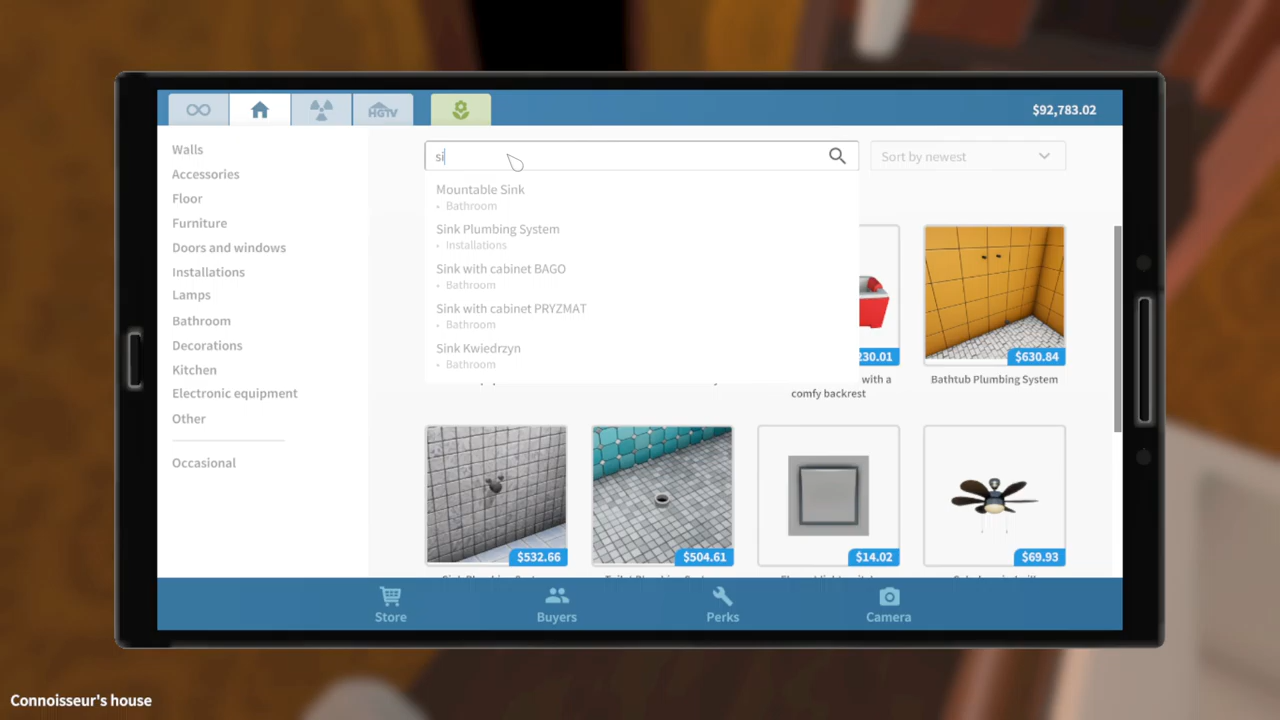 HGTV
$92,783.02
Walls
Accessories
Floor
Furniture
Doors and windows
Installations
Lamps
Bathroom
Decorations
Kitchen
Electronic equipment
Other
Occasional
si
Sort by newest
Mountable Sink
• Bathroom
Sink Plumbing System
• Installations
Sink with cabinet BAGO
• Bathroom
Sink with cabinet PRYZMAT
• Bathroom
Sink Kwiedrzyn
• Bathroom
230.01
$630.84
with a
comfy backrest
Bathtub Plumbing System
$532.66
$504.61
$14.02
$69.93
Store
Buyers
Perks
Camera
Connoisseur's house